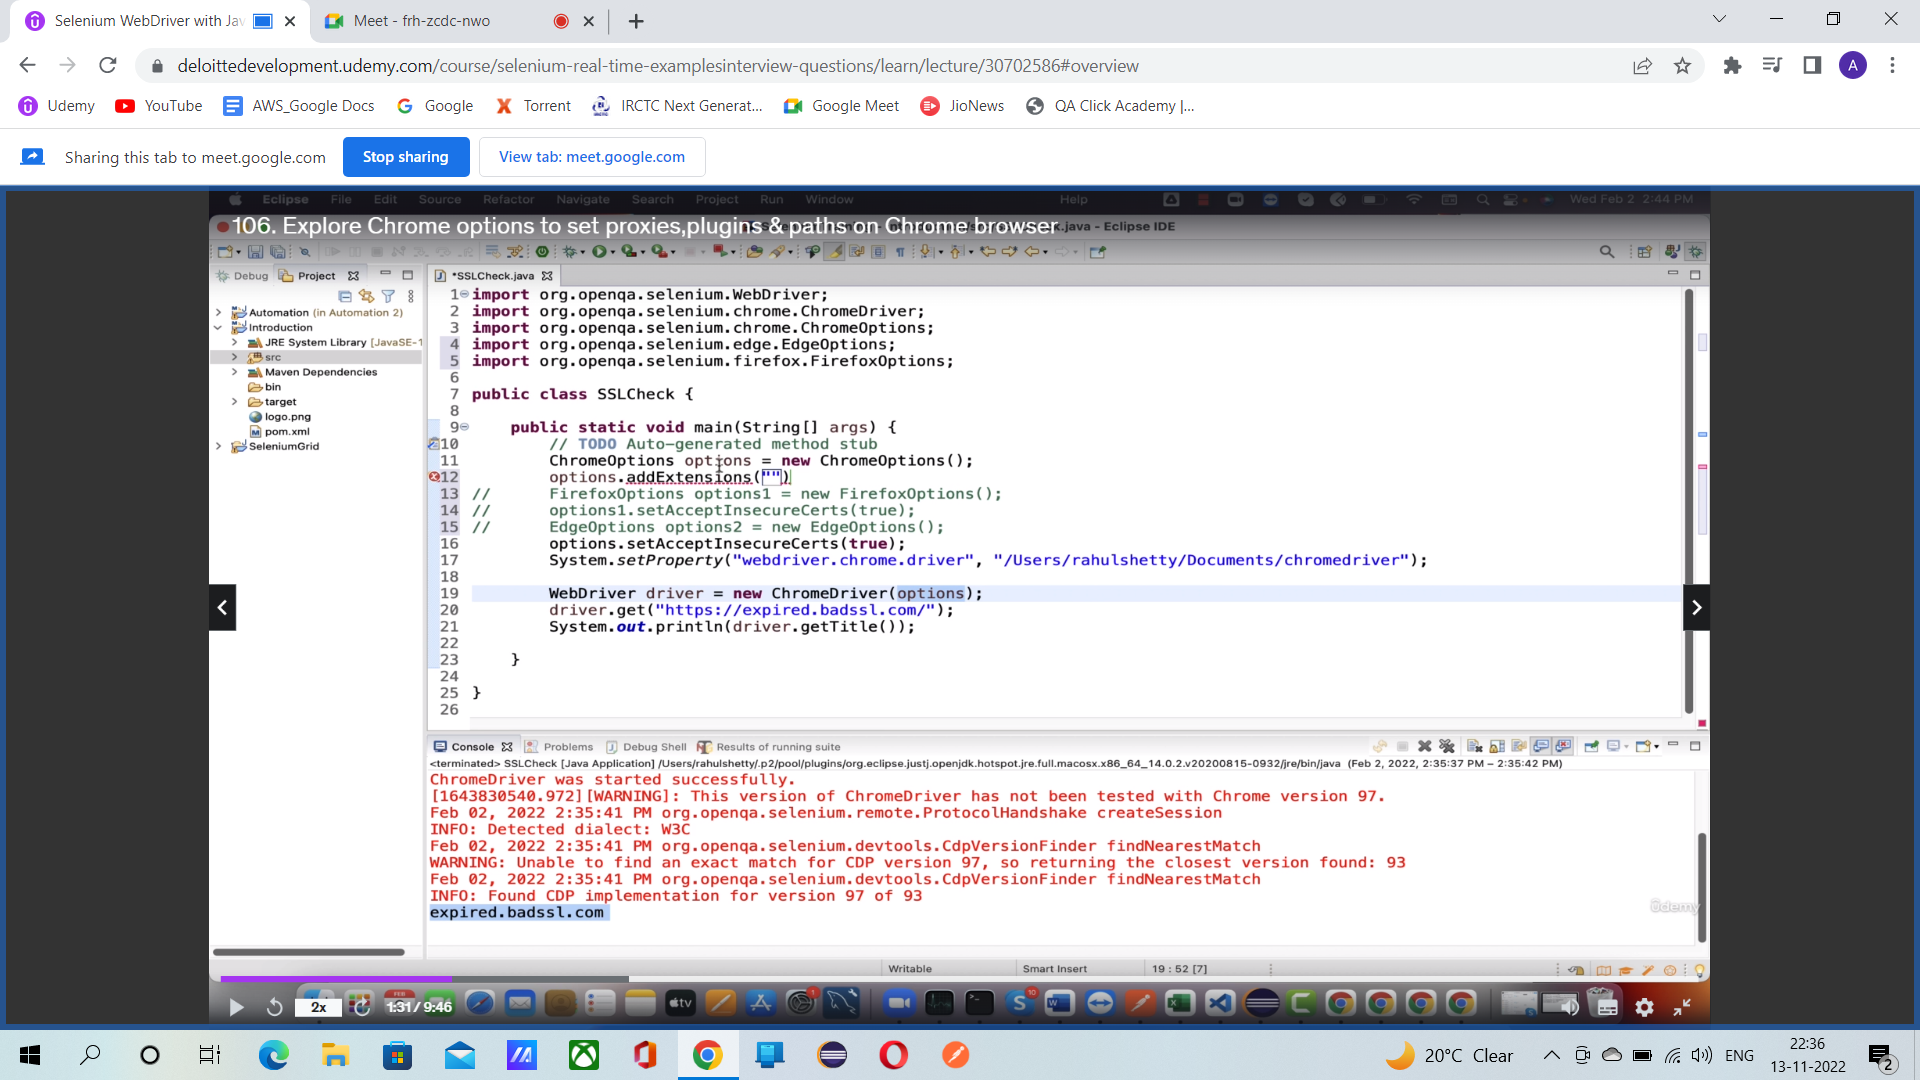 Selenium WebDriver with Jav
Meet - frh-zcdc-nwo
deloittedevelopment.udemy.com/course/selenium-real-time-examplesinterview-questions/learn/lecture/30702586#overview
A
Udemy YouTube AWS_Google Docs Google Torrent IRCTC Next Generat... Google Meet JioNews QA Click Academy |...
Sharing this tab to meet.google.com Stop sharing View tab: meet.google.com
Eclipse File Edit Source Refactor Navigate Search Project Run Window Help Wed Feb 2 2:44 PM
106. Explore Chrome options to set proxies,plugins & paths on Chrome browser
k.java - Eclipse IDE
Debug Project
*SSLCheck.java
Automation (in Automation 2)
Introduction
JRE System Library [JavaSE-1
src
Maven Dependencies
bin
target
logo.png
pom.xml
SeleniumGrid
1 import org.openqa.selenium.WebDriver;
2 import org.openqa.selenium.chrome.ChromeDriver;
3 import org.openqa.selenium.chrome.ChromeOptions;
4 import org.openqa.selenium.edge.EdgeOptions;
5 import org.openqa.selenium.firefox.FirefoxOptions;
6
7 public class SSLCheck {
8
9 public static void main(String[] args) {
10 // TODO Auto-generated method stub
11 ChromeOptions options = new ChromeOptions();
12 options.addExtensions("")
13 // FirefoxOptions options1 = new FirefoxOptions();
14 // options1.setAcceptInsecureCerts(true);
15 // EdgeOptions options2 = new EdgeOptions();
16 options.setAcceptInsecureCerts(true);
17 System.setProperty("webdriver.chrome.driver", "/Users/rahulshetty/Documents/chromedriver");
18
19 WebDriver driver = new ChromeDriver(options);
20 driver.get("https://expired.badssl.com/");
21 System.out.println(driver.getTitle());
22
23 }
24
25 }
26
Console Problems Debug Shell Results of running suite
<terminated> SSLCheck [Java Application] /Users/rahulshetty/.p2/pool/plugins/org.eclipse.justj.openjdk.hotspot.jre.full.macosx.x86_64_14.0.2.v20200815-0932/jre/bin/java (Feb 2, 2022, 2:35:37 PM – 2:35:42 PM)
ChromeDriver was started successfully.
[1643830540.972][WARNING]: This version of ChromeDriver has not been tested with Chrome version 97.
Feb 02, 2022 2:35:41 PM org.openqa.selenium.remote.ProtocolHandshake createSession
INFO: Detected dialect: W3C
Feb 02, 2022 2:35:41 PM org.openqa.selenium.devtools.CdpVersionFinder findNearestMatch
WARNING: Unable to find an exact match for CDP version 97, so returning the closest version found: 93
Feb 02, 2022 2:35:41 PM org.openqa.selenium.devtools.CdpVersionFinder findNearestMatch
INFO: Found CDP implementation for version 97 of 93
expired.badssl.com
ûdemy
Writable Smart Insert 19 : 52 [7]
2x 1:31 / 9:46
tv
20°C Clear
ENG
22:36
13-11-2022
2